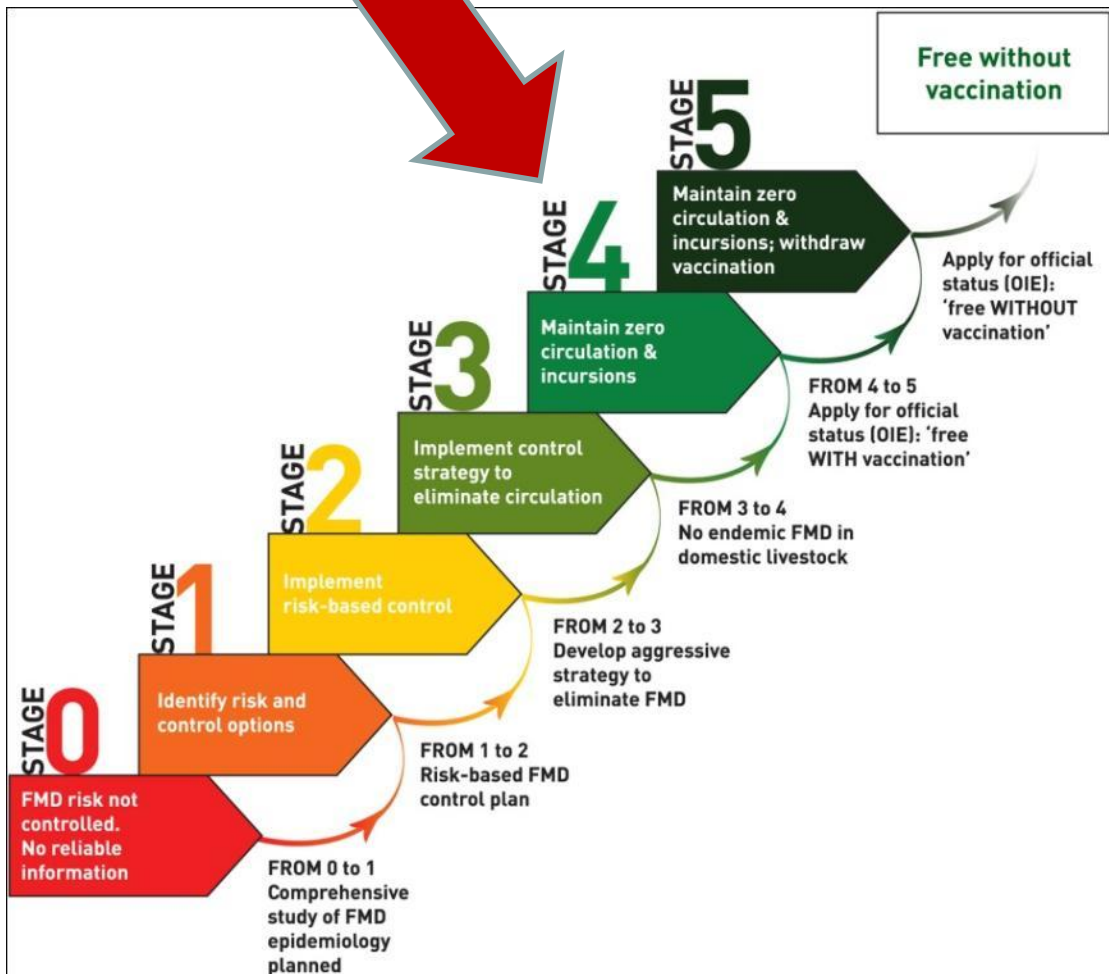 Free without
vaccination
STAGE 5
Maintain zero
circulation &
incursions; withdraw
vaccination
Apply for official
status (OIE):
‘free WITHOUT
vaccination’
STAGE 4
Maintain zero
circulation &
incursions
FROM 4 to 5
Apply for official
status (OIE): ‘free
WITH vaccination’
STAGE 3
Implement control
strategy to
eliminate circulation
FROM 3 to 4
No endemic FMD in
domestic livestock
STAGE 2
Implement
risk-based control
FROM 2 to 3
Develop aggressive
strategy to
eliminate FMD
STAGE 1
Identify risk and
control options
FROM 1 to 2
Risk-based FMD
control plan
STAGE 0
FMD risk not
controlled.
No reliable
information
FROM 0 to 1
Comprehensive
study of FMD
epidemiology
planned